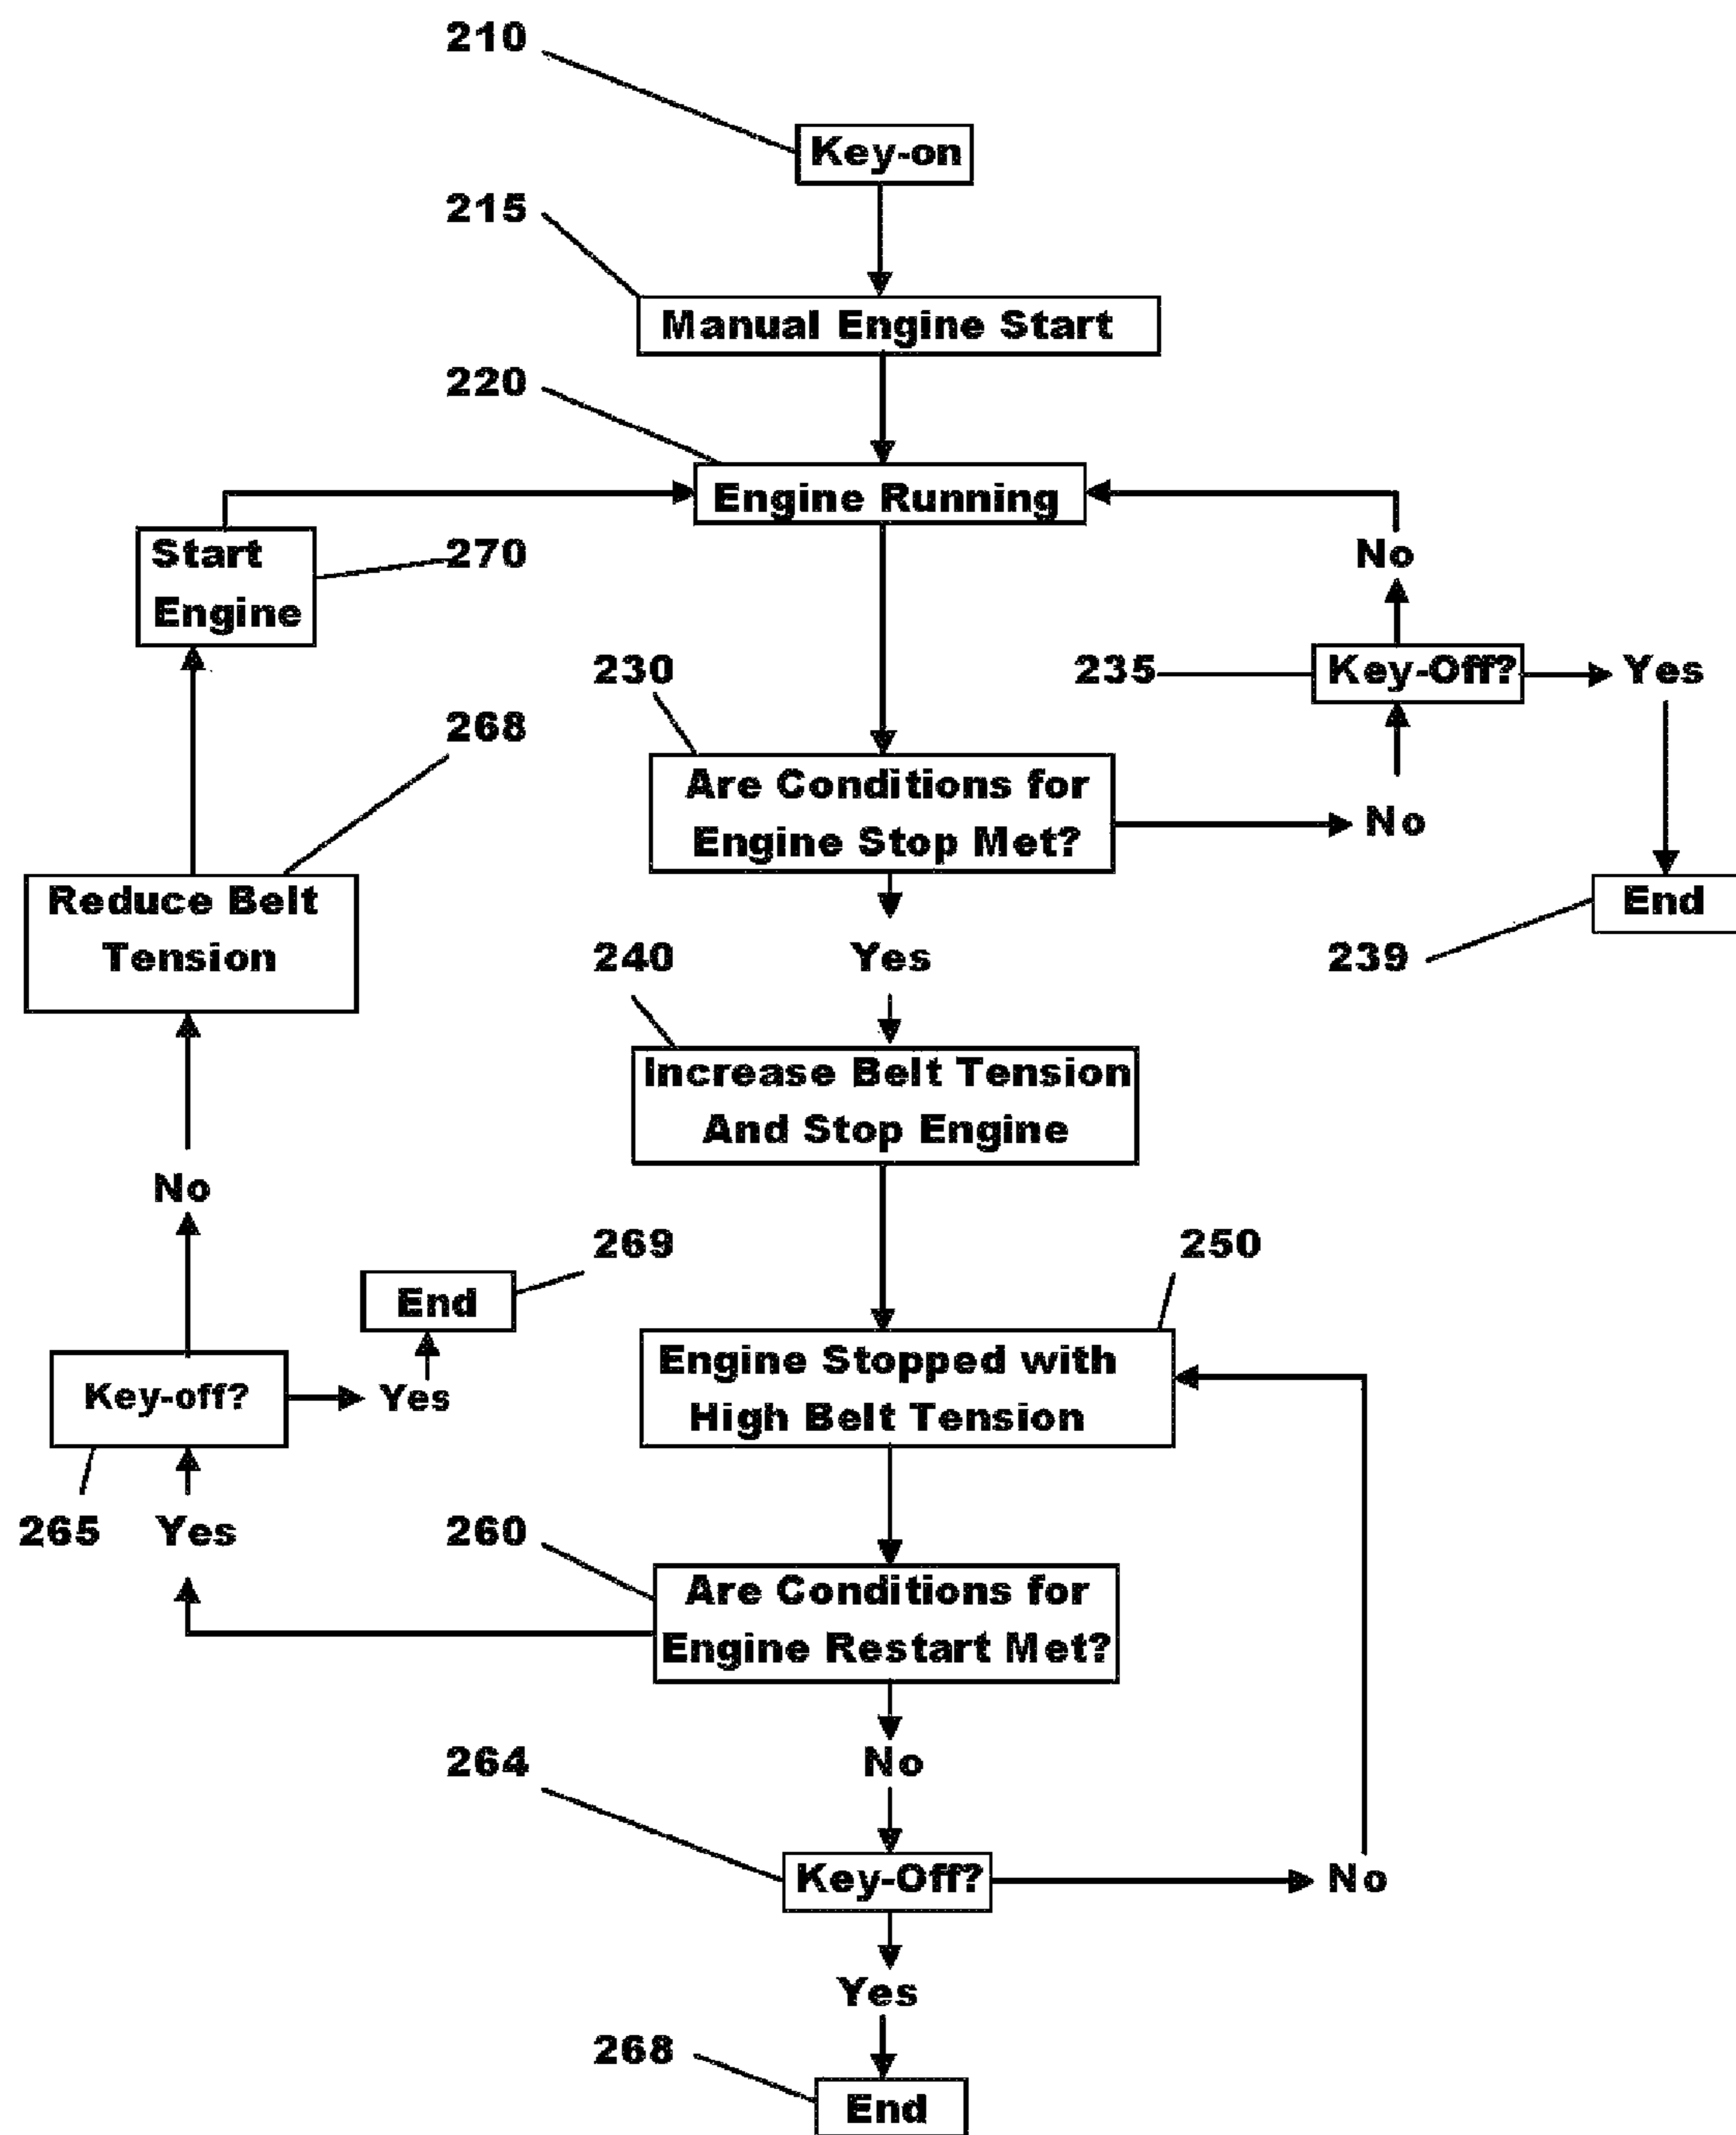 210
Key-on
215
Manual Engine Start
220
Engine Running
Start
Engine
270
No
230
235
Key-Off?
Yes
268
Are Conditions for
Engine Stop Met?
No
Reduce Belt
Tension
End
240
Yes
239
Increase Belt Tension
And Stop Engine
No
269
250
End
Engine Stopped with
High Belt Tension
Key-off?
Yes
265
Yes
260
Are Conditions for
Engine Restart Met?
264
No
Key-Off?
No
Yes
268
End